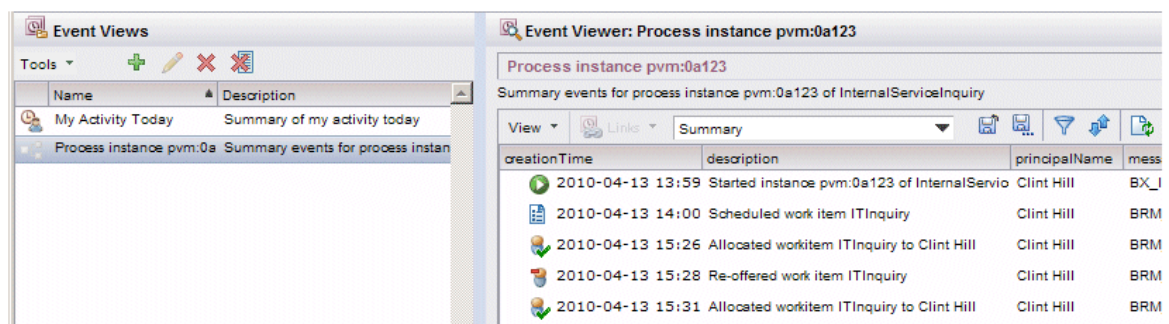 Event Views
Tools
Name Description
My Activity Today Summary of my activity today
Process instance pvm:0a Summary events for process instan
Event Viewer: Process instance pvm:0a123
Process instance pvm:0a123
Summary events for process instance pvm:0a123 of InternalServiceInquiry
View Links Summary
creationTime description principalName mess
2010-04-13 13:59 Started instance pvm:0a123 of InternalServic Clint Hill BX_I
2010-04-13 14:00 Scheduled work item ITInquiry Clint Hill BRM
2010-04-13 15:26 Allocated workitem ITInquiry to Clint Hill Clint Hill BRM
2010-04-13 15:28 Re-offered work item ITInquiry Clint Hill BRM
2010-04-13 15:31 Allocated workitem ITInquiry to Clint Hill Clint Hill BRM